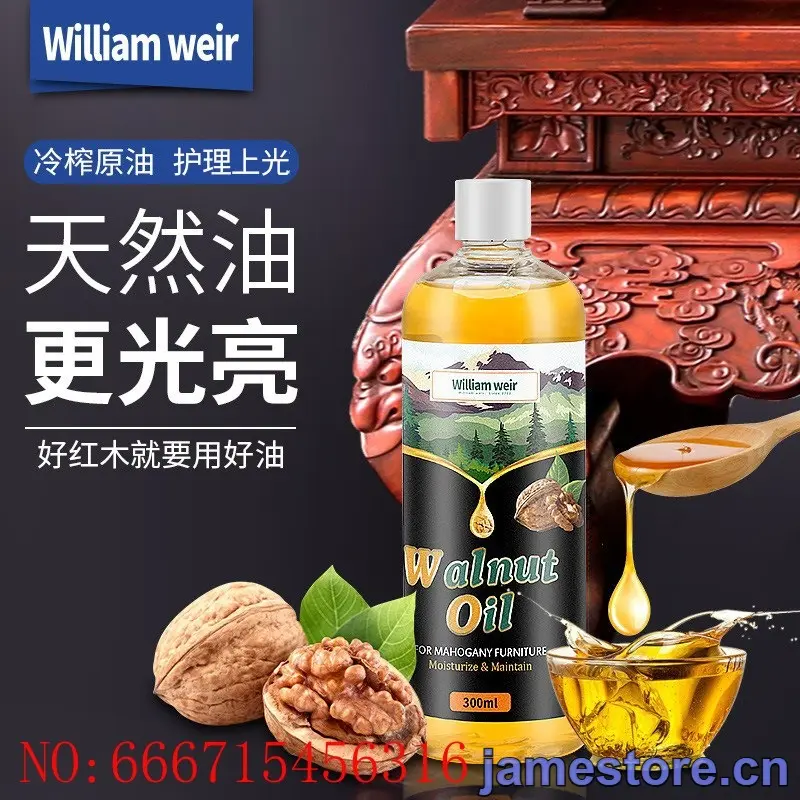 William weir
冷榨原油 护理上光
天然油
更光亮
好红木就要用好油
William weir
Walnut
Oil
FOR MAHOGANY FURNITURE
Moisturize & Maintain
300ml
NO:666715456316
jamestore.cn